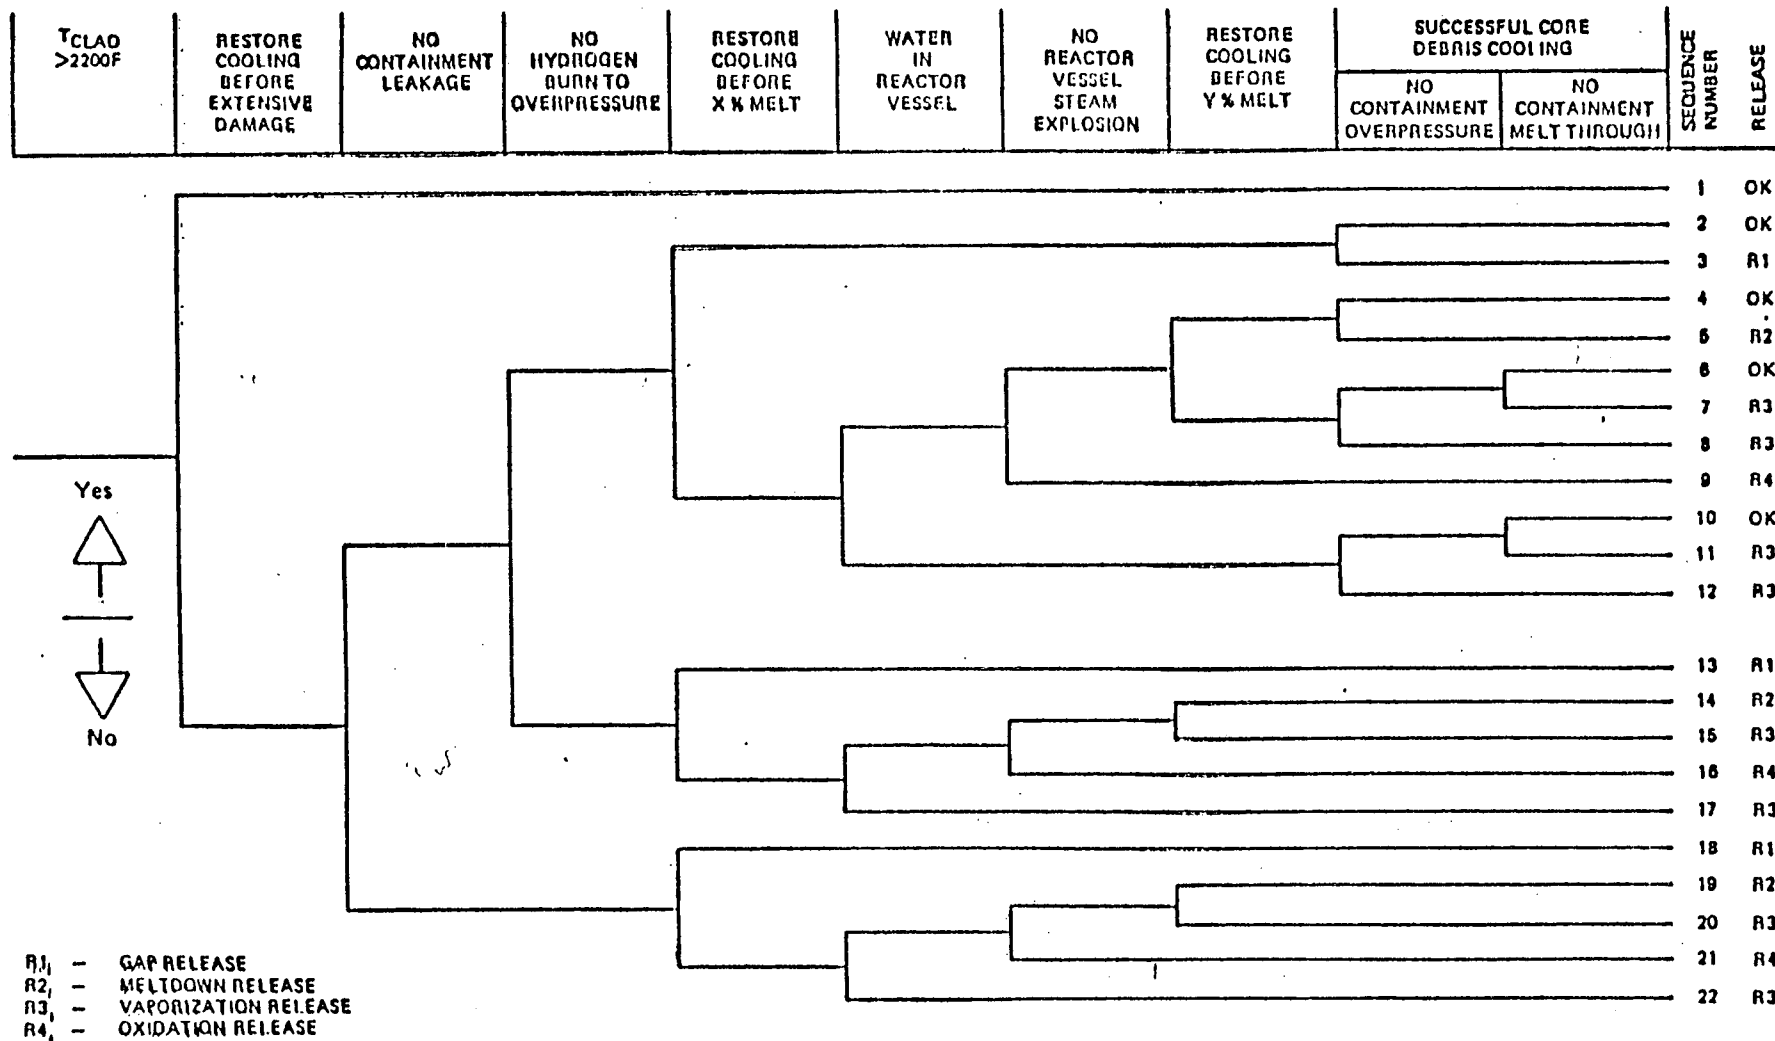 TCLAD
>2200F
RESTORE
COOLING
BEFORE
EXTENSIVE
DAMAGE
NO
CONTAINMENT
LEAKAGE
NO
HYDROGEN
BURN TO
OVERPRESSURE
RESTORE
COOLING
BEFORE
X % MELT
WATER
IN
REACTOR
VESSEL
NO
REACTOR
VESSEL
STEAM
EXPLOSION
RESTORE
COOLING
BEFORE
Y % MELT
SUCCESSFUL CORE
DEBRIS COOLING
NO
CONTAINMENT
OVERPRESSURE
NO
CONTAINMENT
MELT THROUGH
SEQUENCE
NUMBER
RELEASE
1 OK
2 OK
3 R1
4 OK
5 R2
6 OK
7 R3
8 R3
9 R4
10 OK
11 R3
12 R3
13 R1
14 R2
15 R3
16 R4
17 R3
18 R1
19 R2
20 R3
21 R4
22 R3
Yes
No
R1 – GAP RELEASE
R2 – MELTDOWN RELEASE
R3 – VAPORIZATION RELEASE
R4 – OXIDATION RELEASE